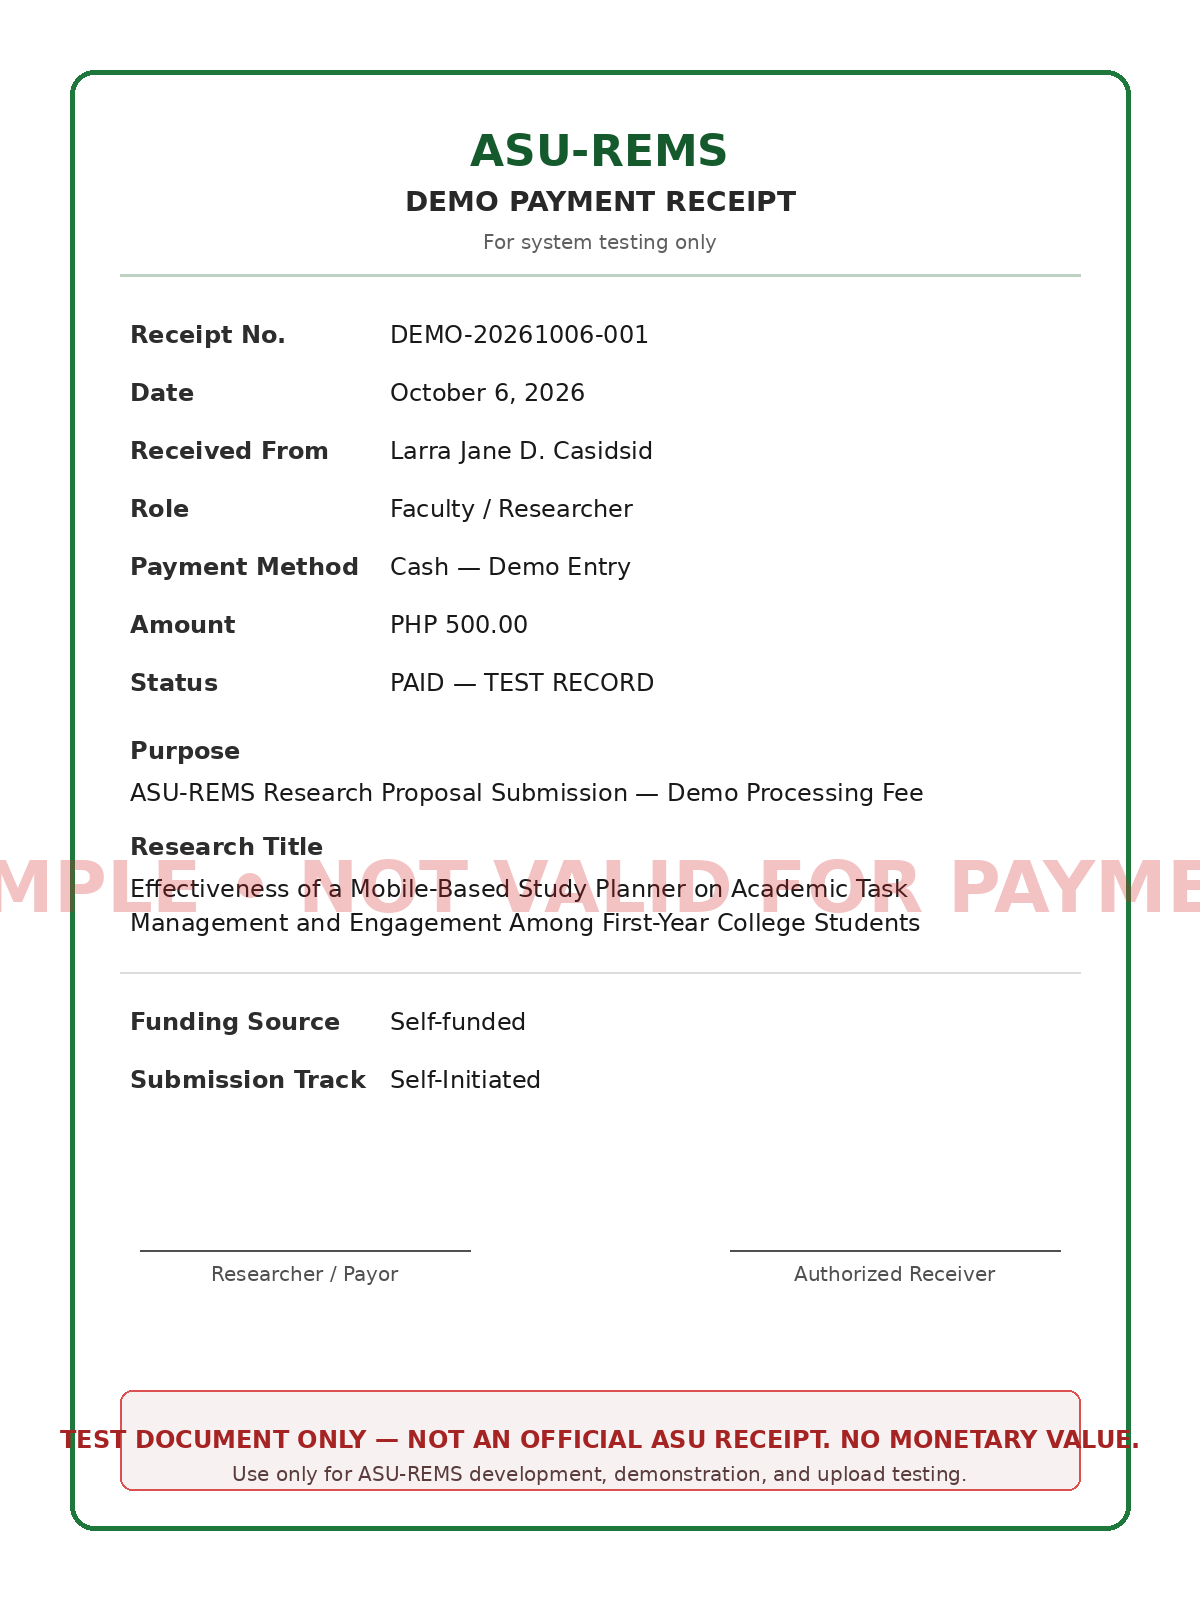 ASU-REMS
DEMO PAYMENT RECEIPT
For system testing only
Receipt No. DEMO-20261006-001
Date October 6, 2026
Received From Larra Jane D. Casidsid
Role Faculty / Researcher
Payment Method Cash — Demo Entry
Amount PHP 500.00
Status PAID — TEST RECORD
Purpose
ASU-REMS Research Proposal Submission — Demo Processing Fee
Research Title
MPLE • NOT VALID FOR PAYME
Effectiveness of a Mobile-Based Study Planner on Academic Task
Management and Engagement Among First-Year College Students
Funding Source Self-funded
Submission Track Self-Initiated
Researcher / Payor Authorized Receiver
TEST DOCUMENT ONLY — NOT AN OFFICIAL ASU RECEIPT. NO MONETARY VALUE.
Use only for ASU-REMS development, demonstration, and upload testing.